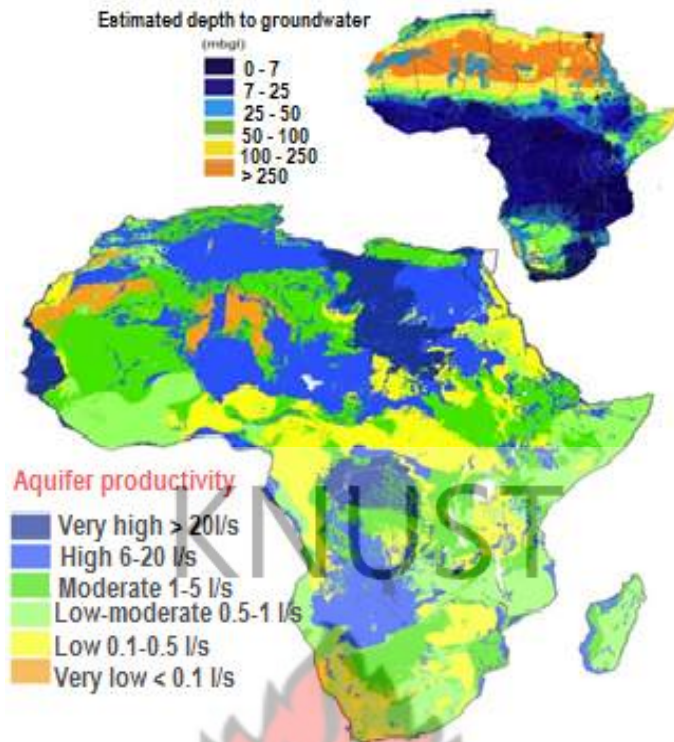 Estimated depth to groundwater
(mbgl)
0 - 7
7 - 25
25 - 50
50 - 100
100 - 250
> 250
Aquifer productivity
KNUST
Very high > 20l/s
High 6-20 l/s
Moderate 1-5 l/s
Low-moderate 0.5-1 l/s
Low 0.1-0.5 l/s
Very low < 0.1 l/s